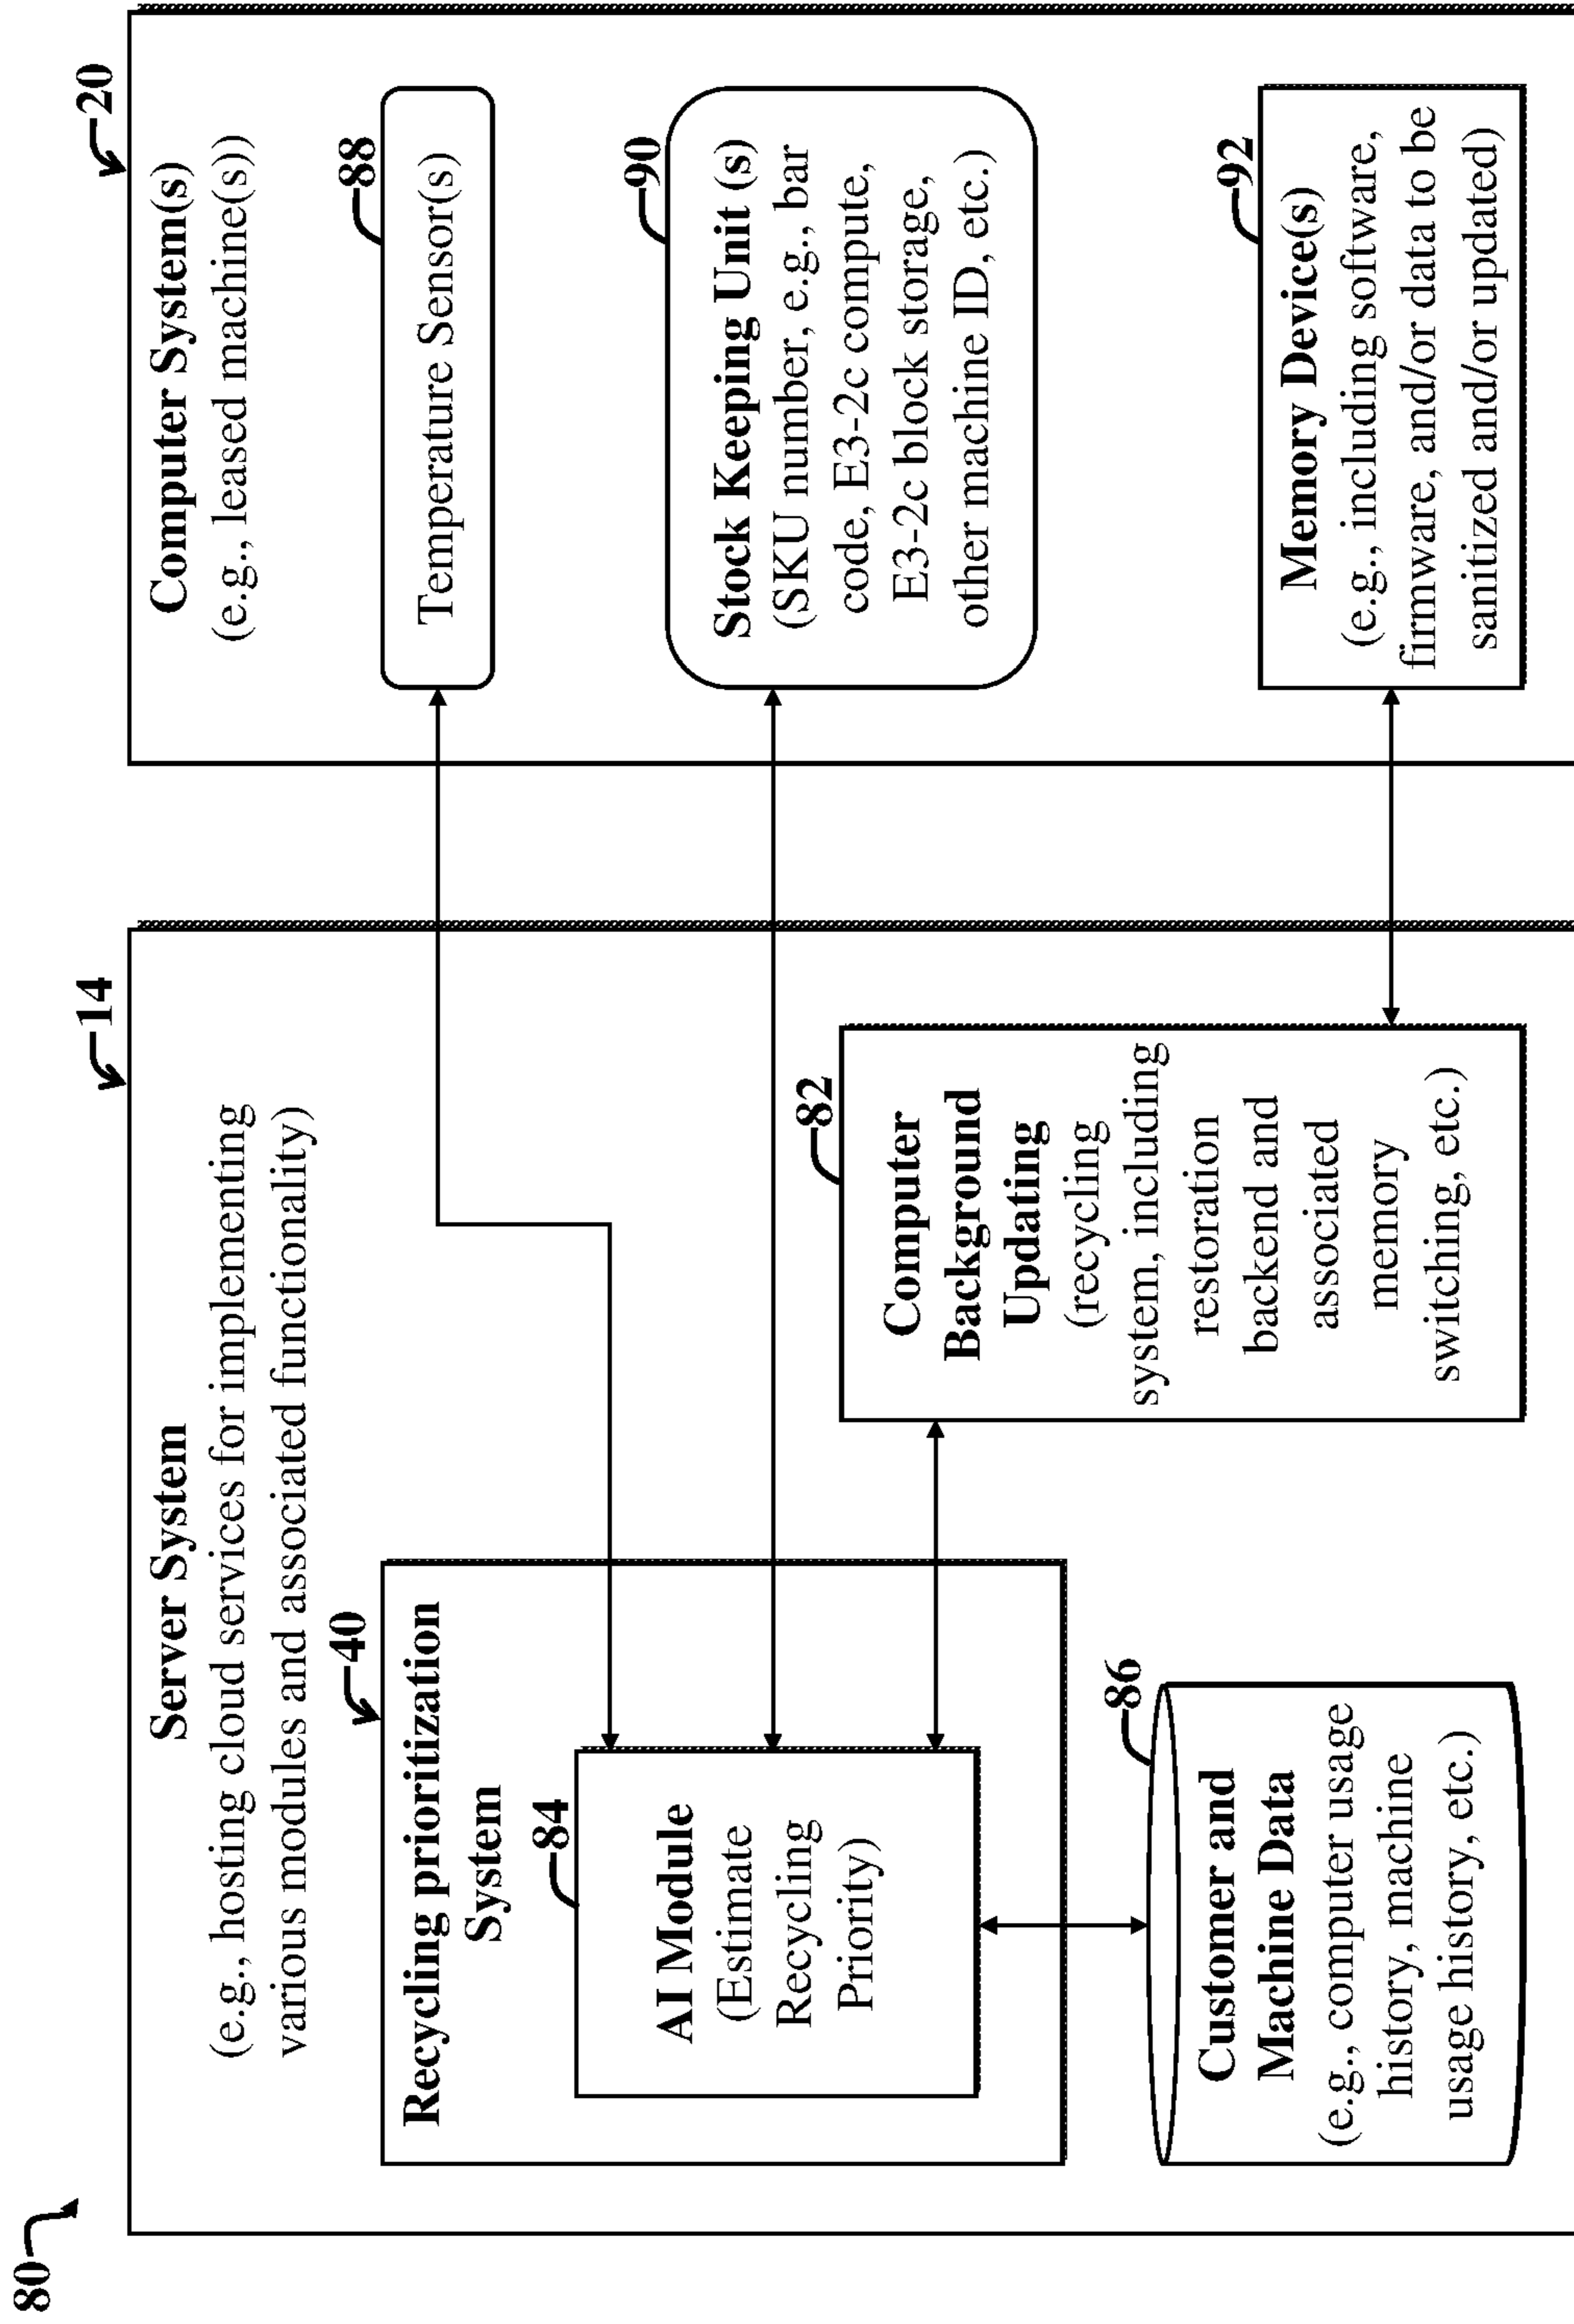 80
14
Server System
(e.g., hosting cloud services for implementing
various modules and associated functionality)
40
Recycling prioritization
System
84
AI Module
(Estimate
Recycling
Priority)
86
Customer and
Machine Data
(e.g., computer usage
history, machine
usage history, etc.)
82
Computer
Background
Updating
(recycling
system, including
restoration
backend and
associated
memory
switching, etc.)
20
Computer System(s)
(e.g., leased machine(s))
88
Temperature Sensor(s)
90
Stock Keeping Unit (s)
(SKU number, e.g., bar
code, E3-2c compute,
E3-2c block storage,
other machine ID, etc.)
92
Memory Device(s)
(e.g., including software,
firmware, and/or data to be
sanitized and/or updated)